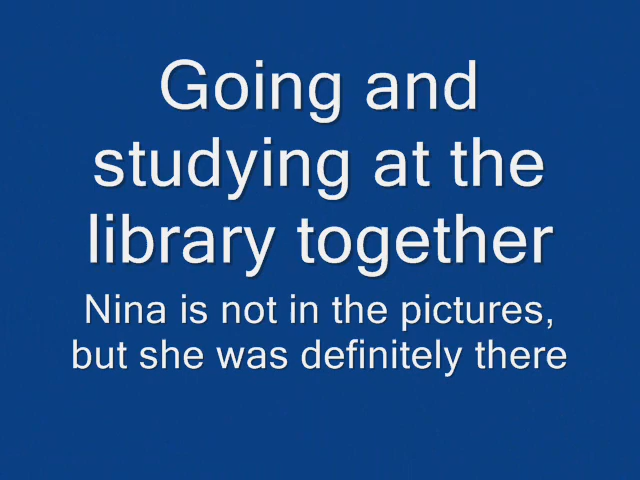 Going and
studying at the
library together
Nina is not in the pictures,
but she was definitely there